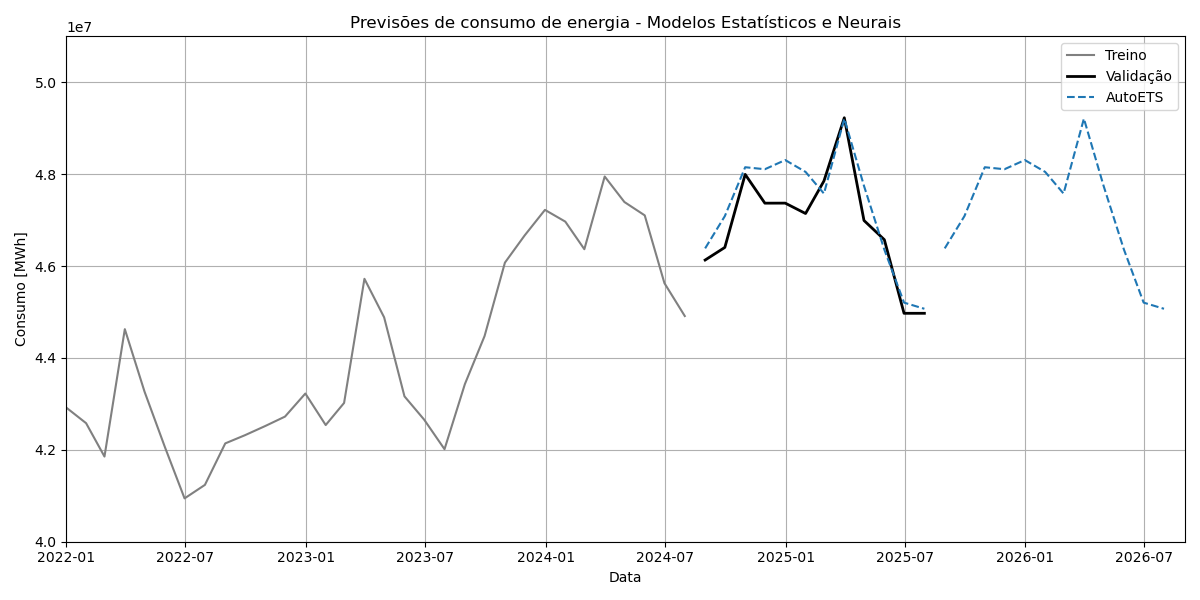 Previsões de consumo de energia - Modelos Estatísticos e Neurais
1e7
Treino
Validação
AutoETS
5.0
4.8
4.6
4.4
4.2
4.0
Consumo [MWh]
2022-01 2022-07 2023-01 2023-07 2024-01 2024-07 2025-01 2025-07 2026-01 2026-07
Data